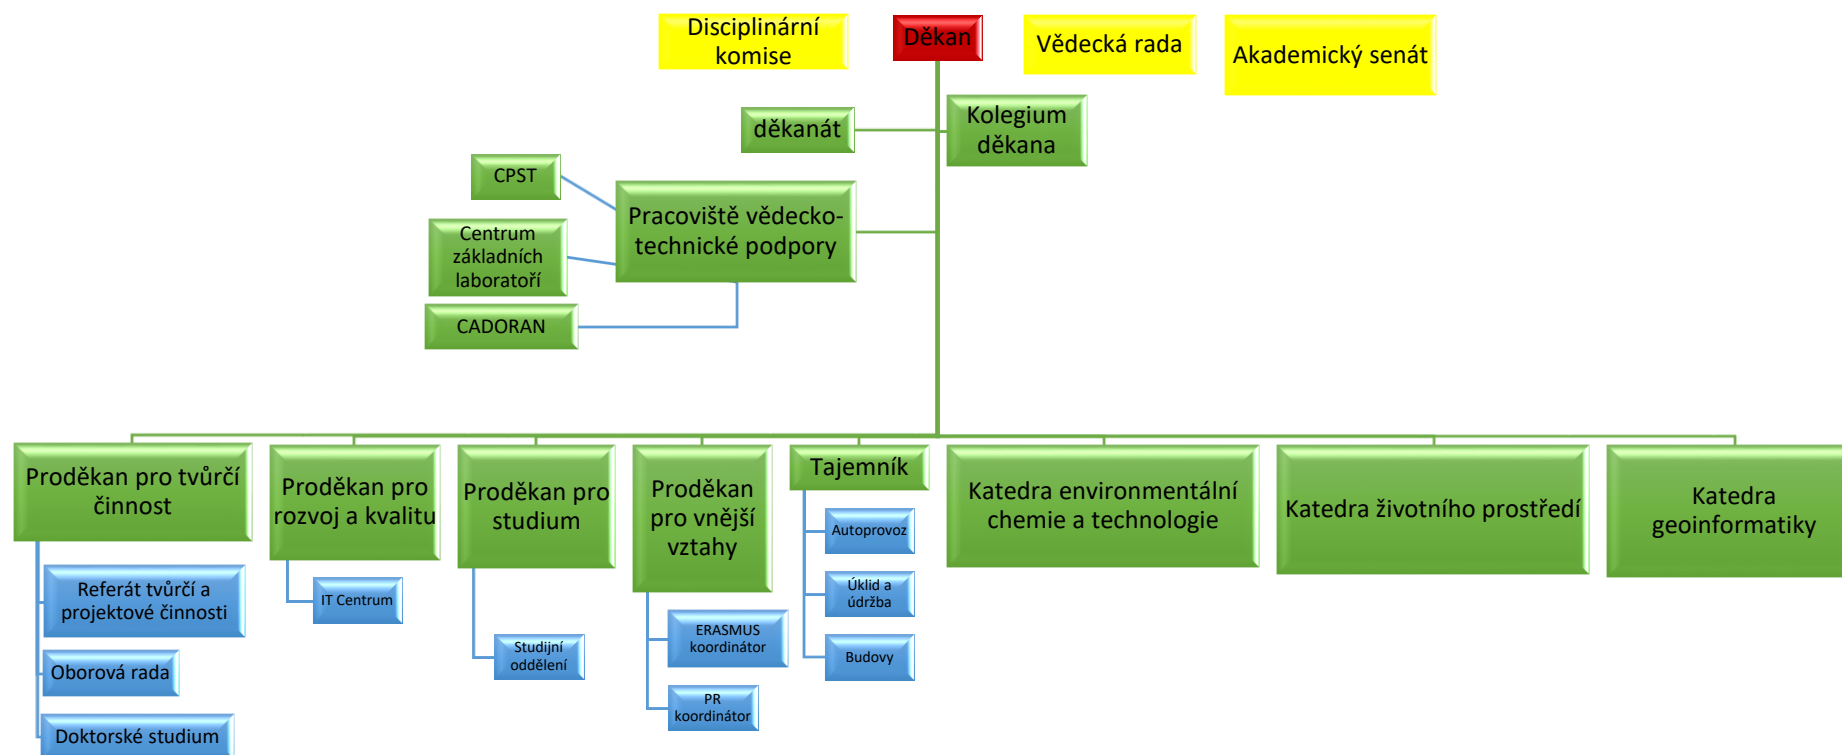 Disciplinární
komise
Děkan
Vědecká rada
Akademický senát
děkanát
Kolegium
děkana
CPST
Pracoviště vědecko-
technické podpory
Centrum
základních
laboratoří
CADORAN
Proděkan pro tvůrčí
činnost
Proděkan pro
rozvoj a kvalitu
Proděkan pro
studium
Proděkan
pro vnější
vztahy
Tajemník
Katedra environmentální
chemie a technologie
Katedra životního prostředí
Katedra
geoinformatiky
Referát tvůrčí a
projektové činnosti
Oborová rada
Doktorské studium
IT Centrum
Studijní
oddělení
ERASMUS
koordinátor
PR
koordinátor
Autoprovoz
Úklid a
údržba
Budovy